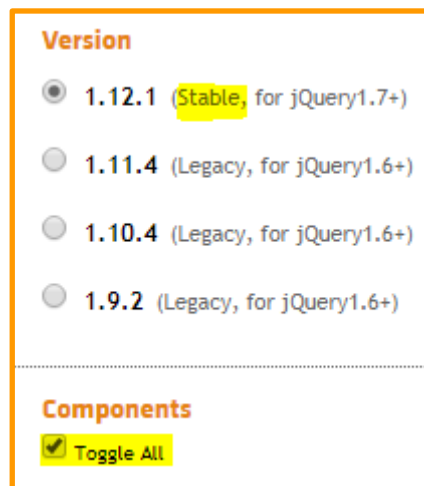 Version
1.12.1 (Stable, for jQuery1.7+)
1.11.4 (Legacy, for jQuery1.6+)
1.10.4 (Legacy, for jQuery1.6+)
1.9.2 (Legacy, for jQuery1.6+)
Components
Toggle All